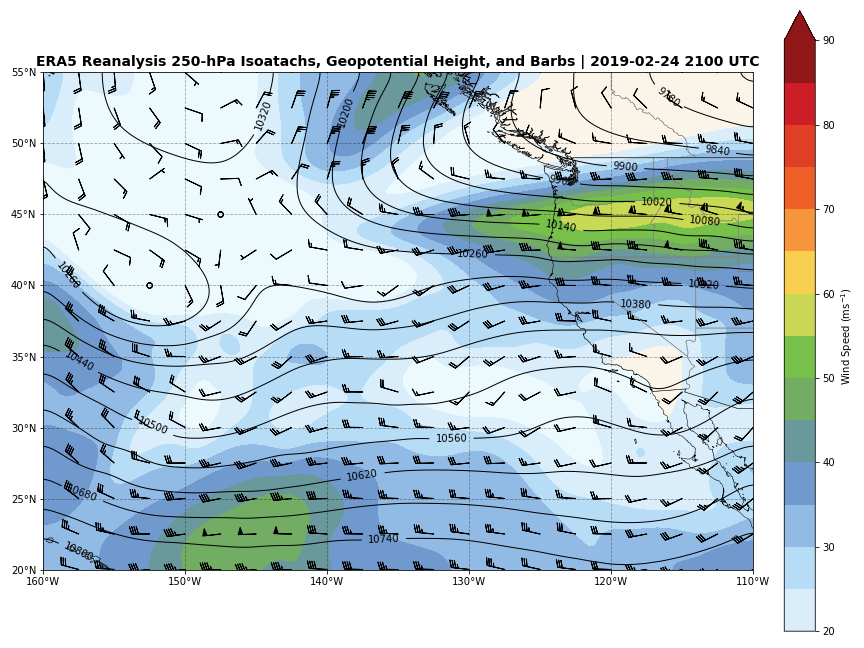 ERA5 Reanalysis 250-hPa Isoatachs, Geopotential Height, and Barbs | 2019-02-24 2100 UTC
55°N
50°N
45°N
40°N
35°N
30°N
25°N
20°N
160°W
150°W
140°W
130°W
120°W
110°W
10320
10200
9780
9840
9900
10020
10080
10140
10260
10260
10320
10380
10440
10500
10560
10620
10680
10740
10800
90
80
70
60
50
40
30
20
Wind Speed (ms⁻¹)